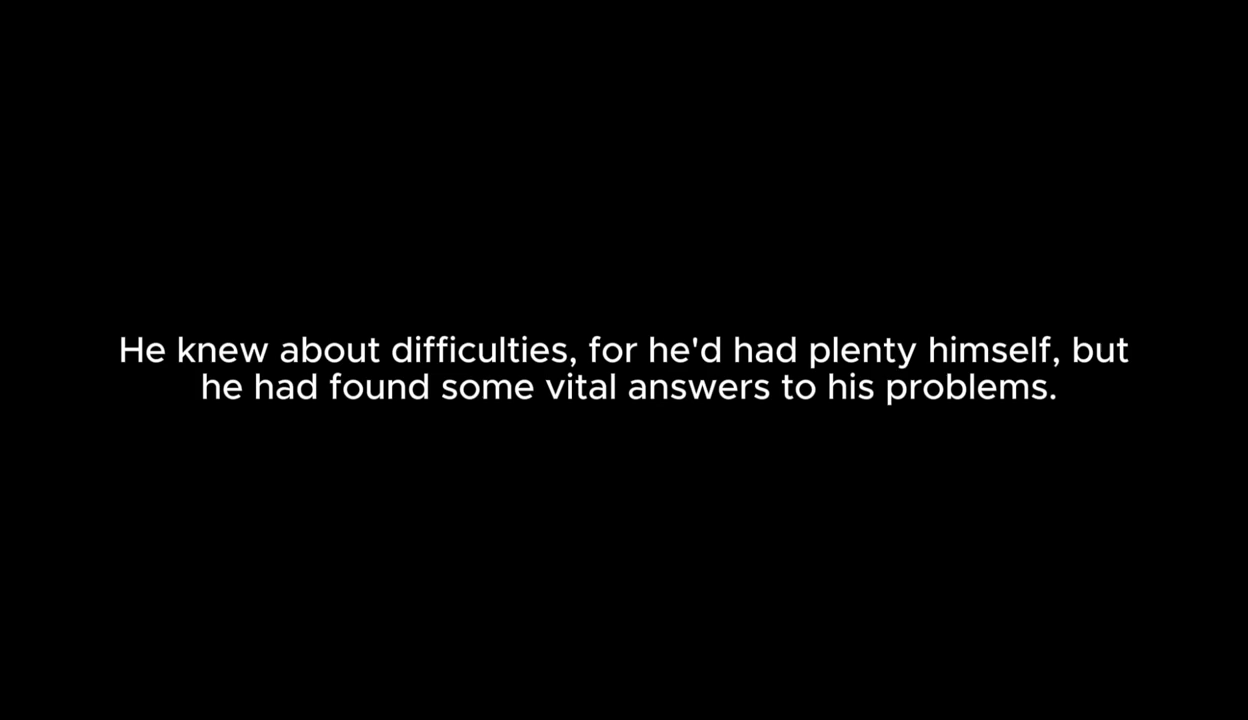 He knew about difficulties, for he'd had plenty himself, but
he had found some vital answers to his problems.